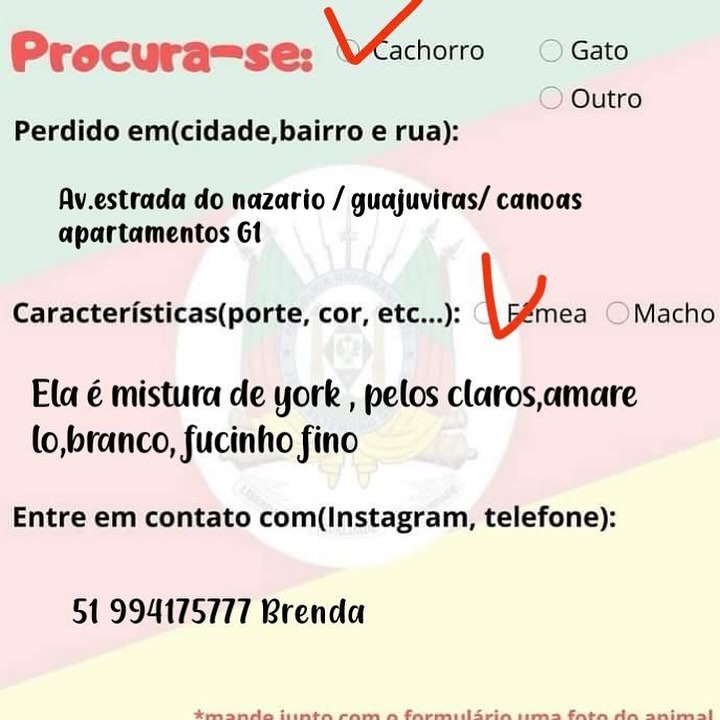 Procura-se: Cachorro Gato
Outro
Perdido em(cidade,bairro e rua):
Av.estrada do nazario / guajuviras/ canoas
apartamentos G1
Características(porte, cor, etc...): Fêmea Macho
Ela é mistura de york , pelos claros,amare
lo,branco, fucinho fino
Entre em contato com(Instagram, telefone):
51 994175777 Brenda
*mande junto com o formulário uma foto do animal